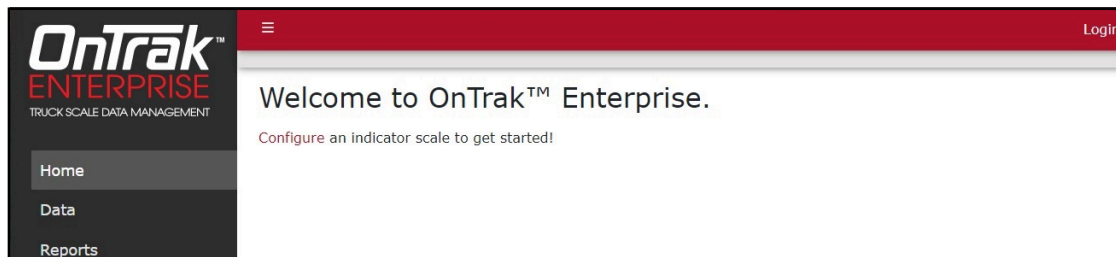 OnTrak™
ENTERPRISE
TRUCK SCALE DATA MANAGEMENT
Login
Welcome to OnTrak™ Enterprise.
Configure an indicator scale to get started!
Home
Data
Reports